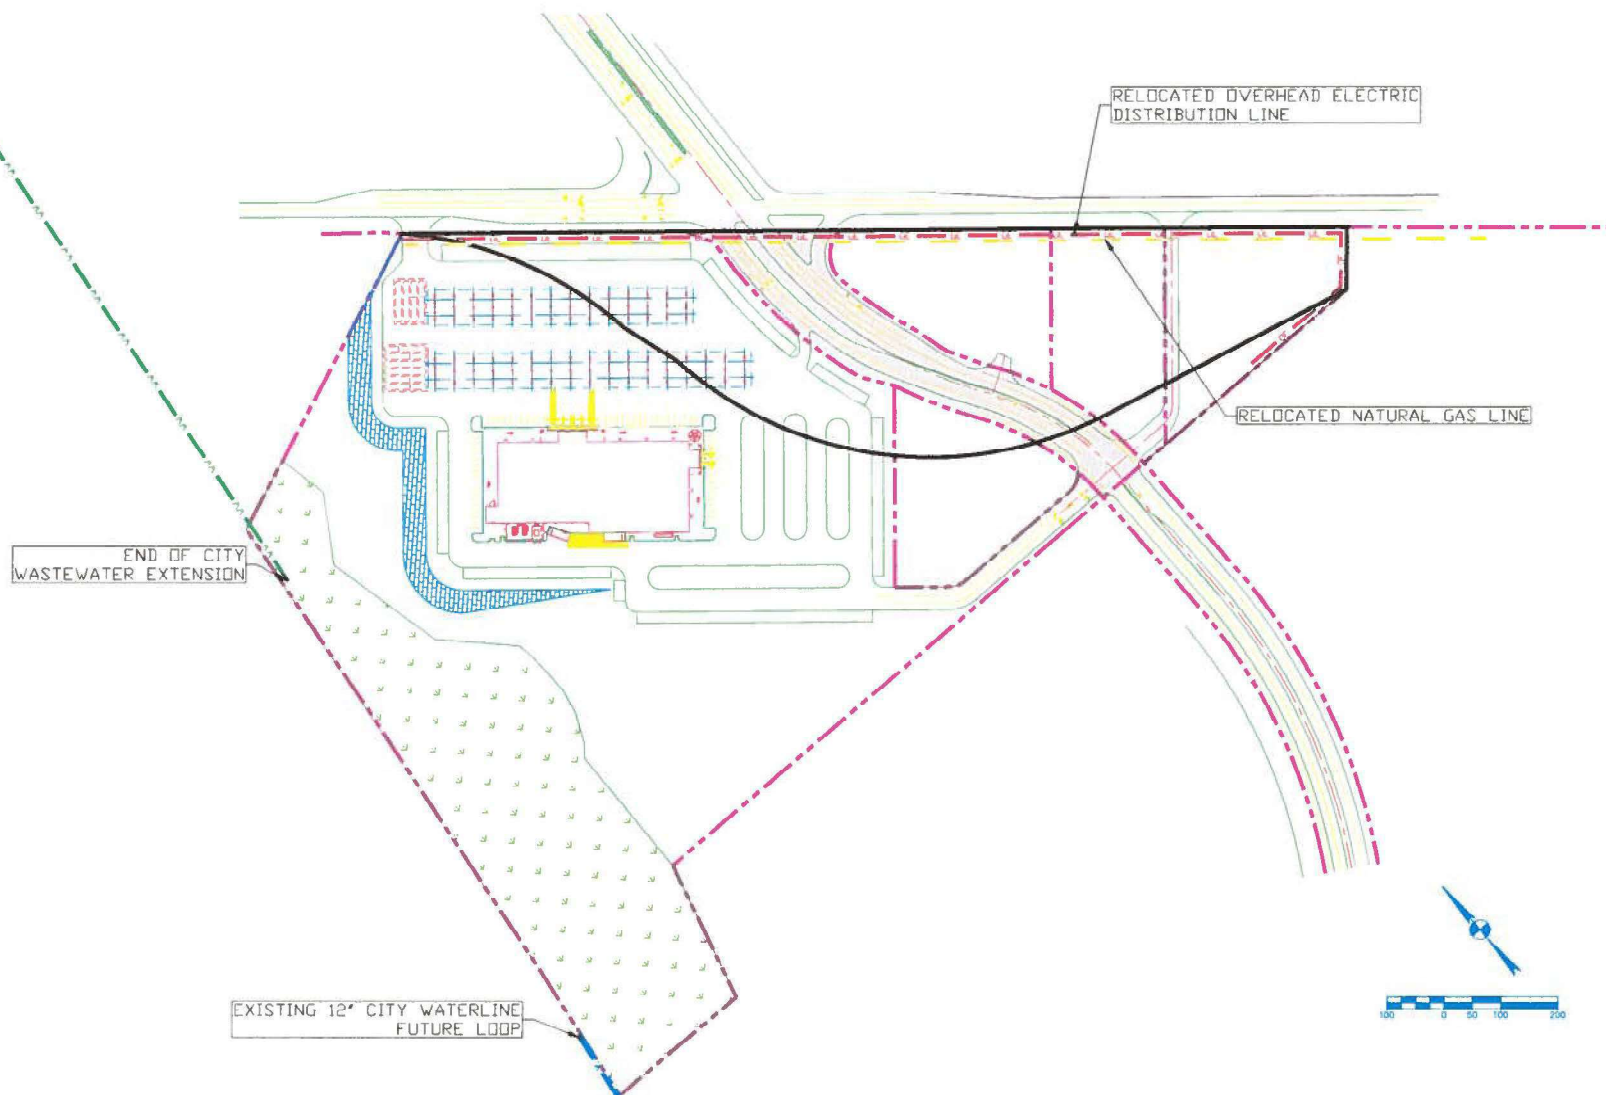 RELOCATED OVERHEAD ELECTRIC
DISTRIBUTION LINE
RELOCATED NATURAL GAS LINE
END OF CITY
WASTEWATER EXTENSION
EXISTING 12" CITY WATERLINE
FUTURE LOOP
100 0 50 100 200